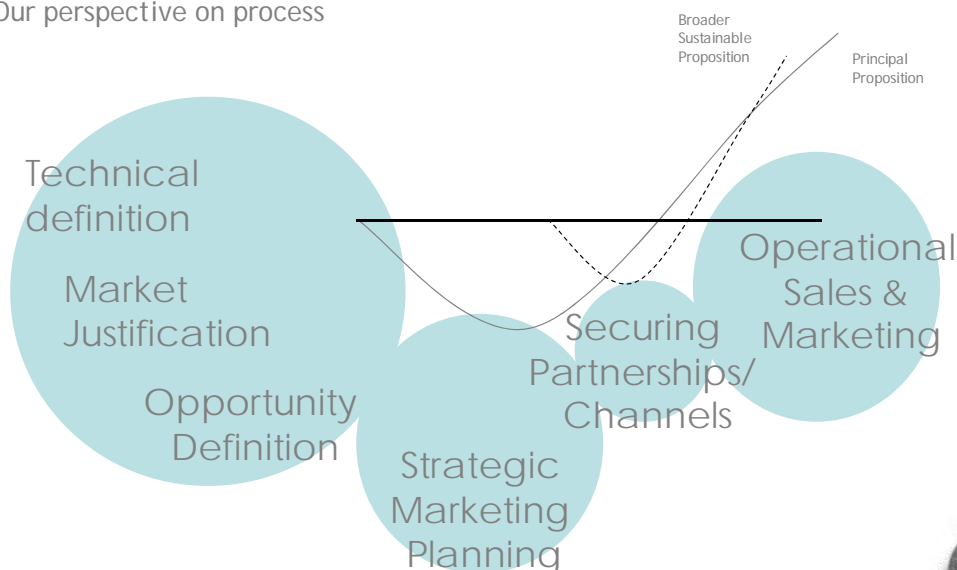 Our perspective on process
Broader
Sustainable
Proposition
Principal
Proposition
Technical
definition
Market
Justification
Opportunity
Definition
Strategic
Marketing
Planning
Securing
Partnerships/
Channels
Operational
Sales &
Marketing